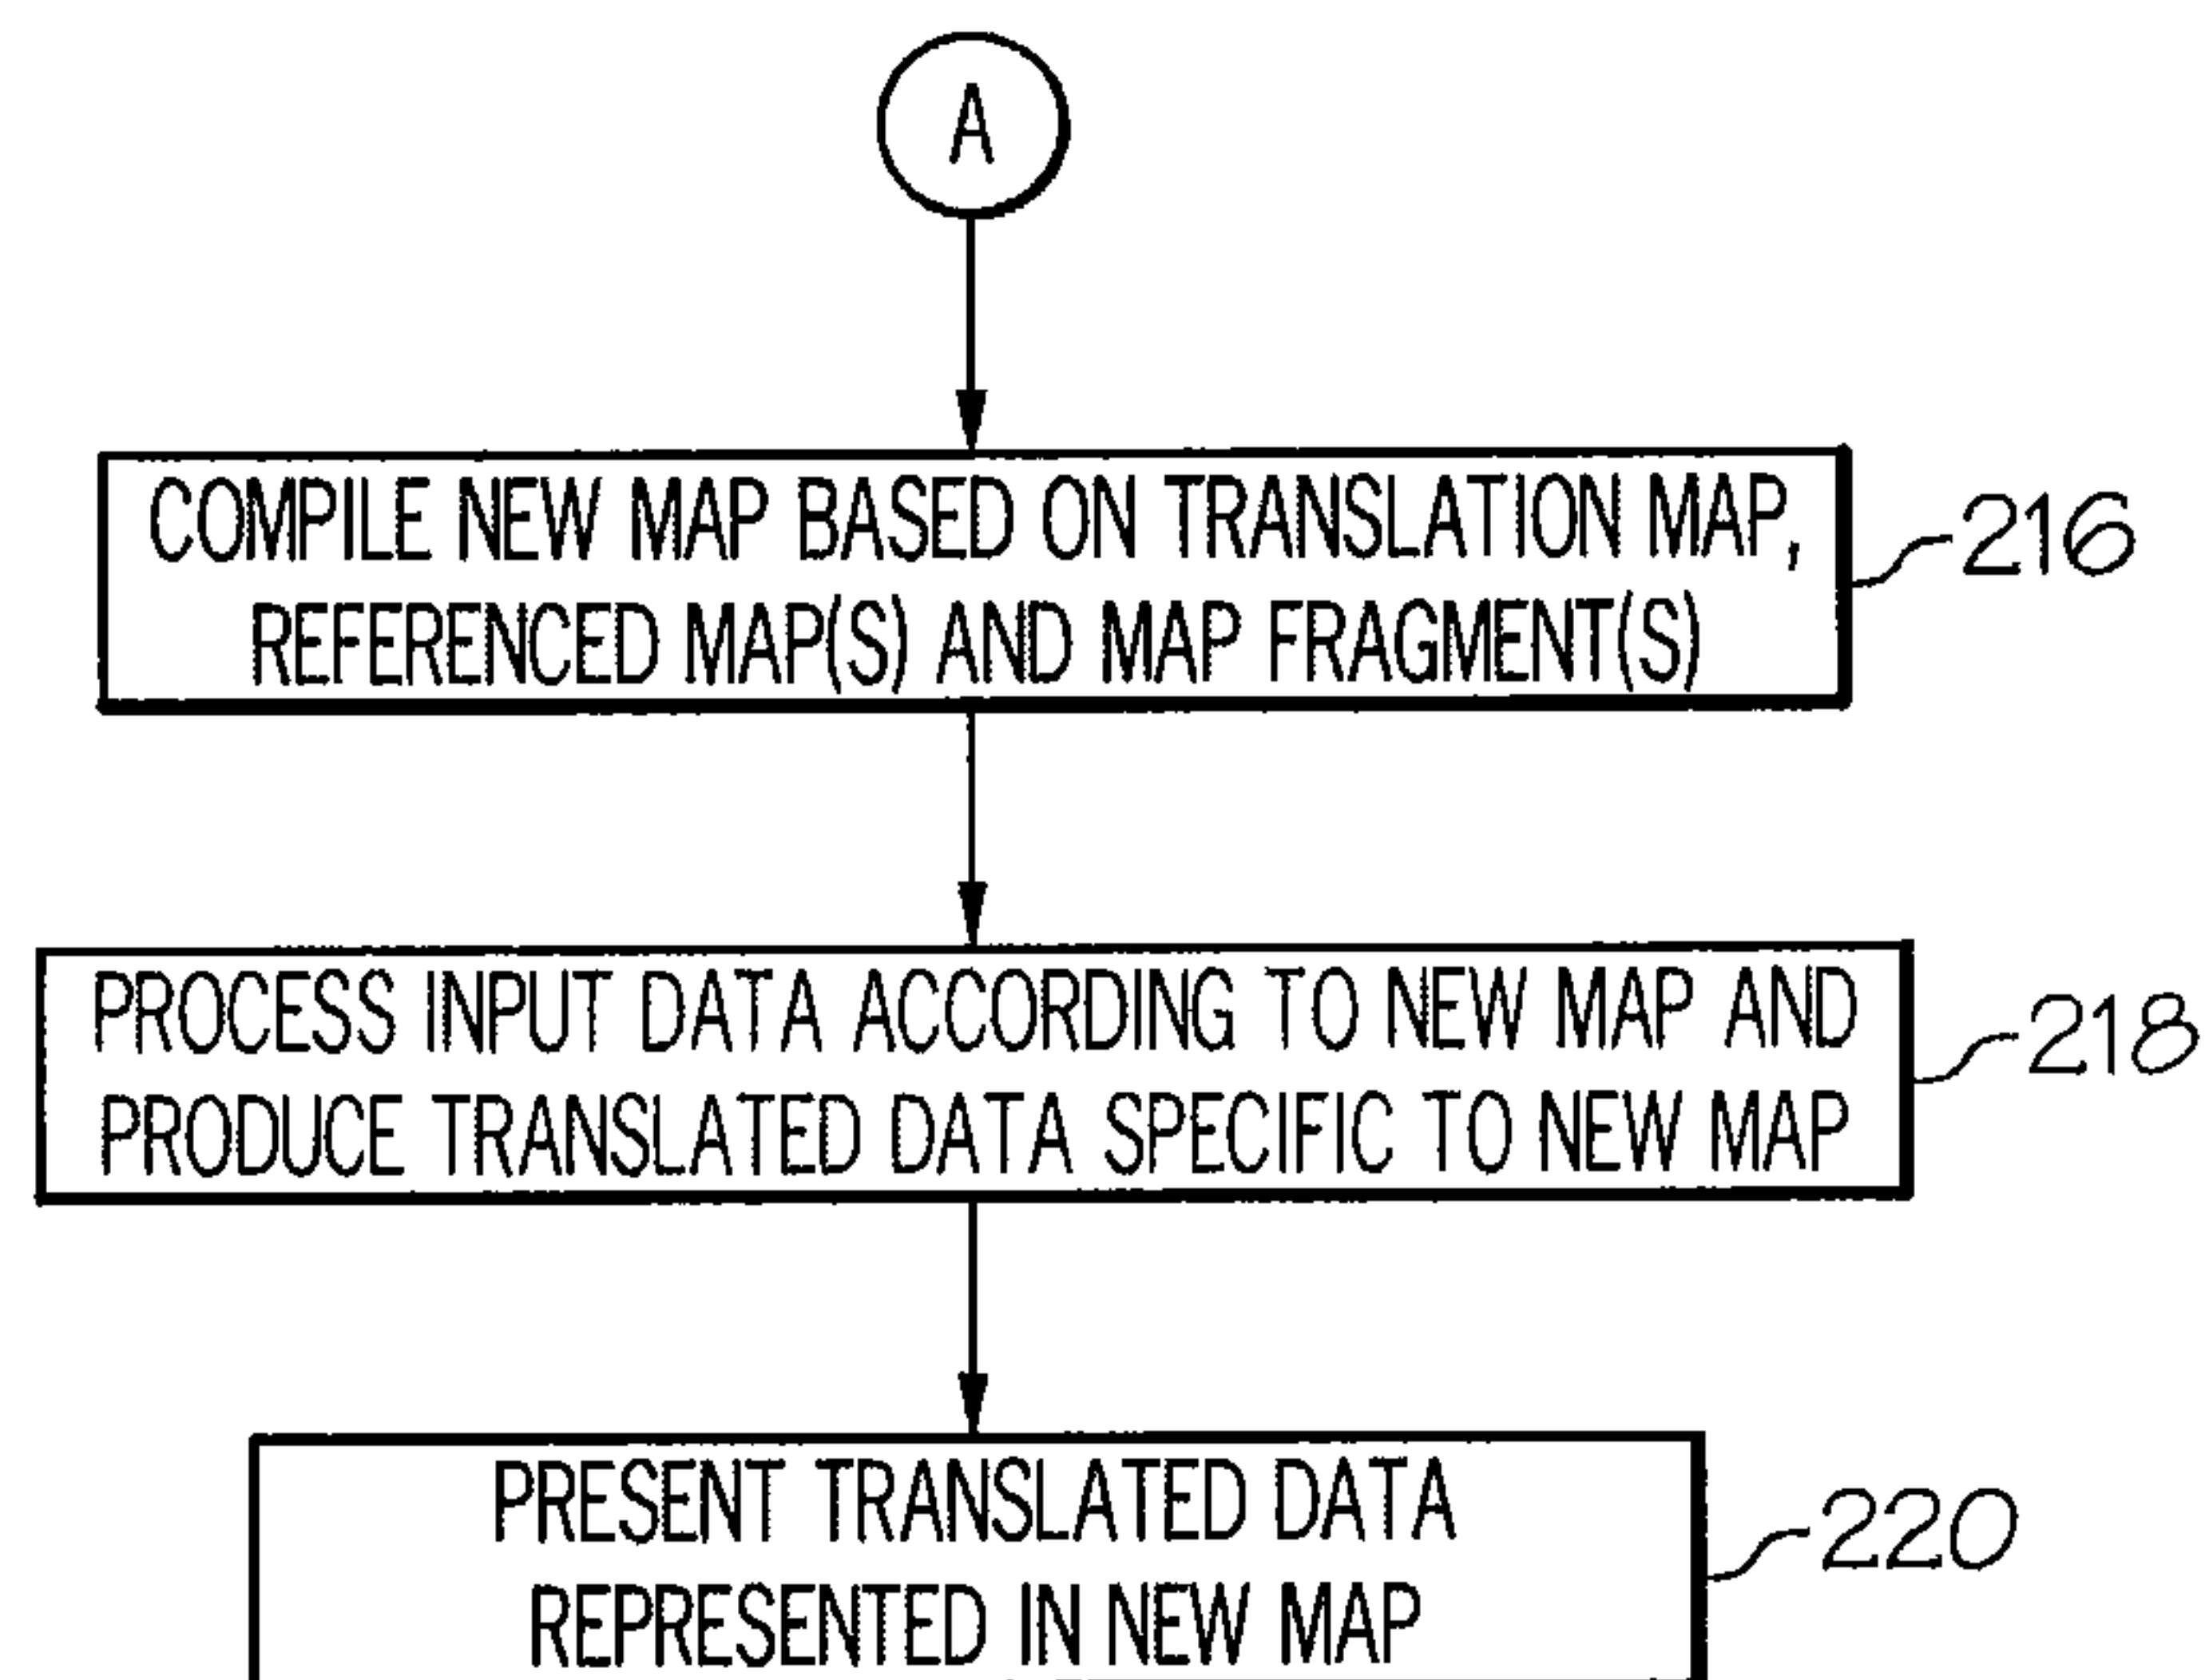 A
COMPILE NEW MAP BASED ON TRANSLATION MAP,
REFERENCED MAP(S) AND MAP FRAGMENT(S)
216
PROCESS INPUT DATA ACCORDING TO NEW MAP AND
PRODUCE TRANSLATED DATA SPECIFIC TO NEW MAP
218
PRESENT TRANSLATED DATA
REPRESENTED IN NEW MAP
220